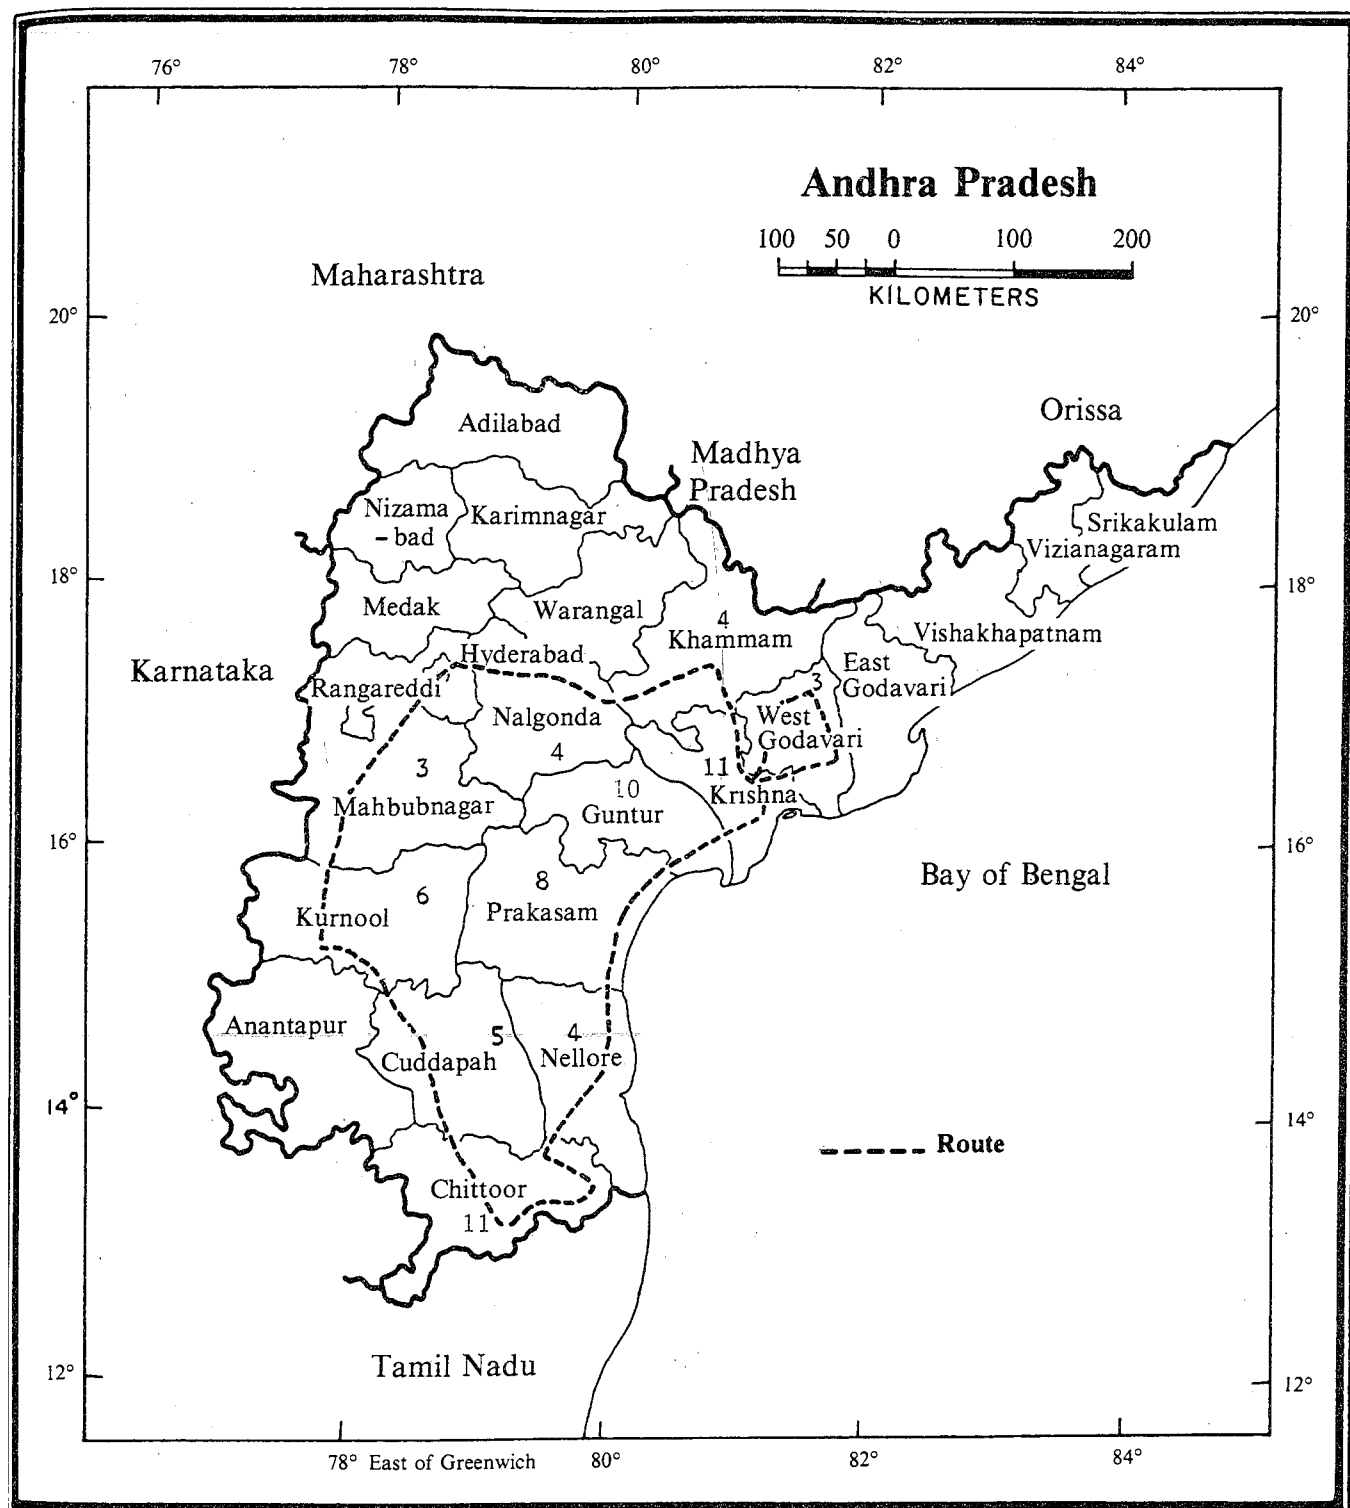 76° 78° 80° 82° 84°
Andhra Pradesh
100 50 0 100 200
KILOMETERS
Maharashtra
20° 20°
Orissa
Adilabad
Madhya
Pradesh
Nizama
-bad
Karimnagar
Srikakulam
Vizianagaram
18° 18°
Medak
Warangal
4
Khammam
Vishakhapatnam
Karnataka
Hyderabad
East
Godavari
Rangareddi
3
Nalgonda
West
Godavari
4
3
11
Krishna
10
Guntur
Mahbubnagar
16° 16°
Bay of Bengal
8
Prakasam
6
Kurnool
Anantapur
5
Cuddapah
4
Nellore
14° 14°
Route
Chittoor
11
Tamil Nadu
12° 12°
78° East of Greenwich 80° 82° 84°